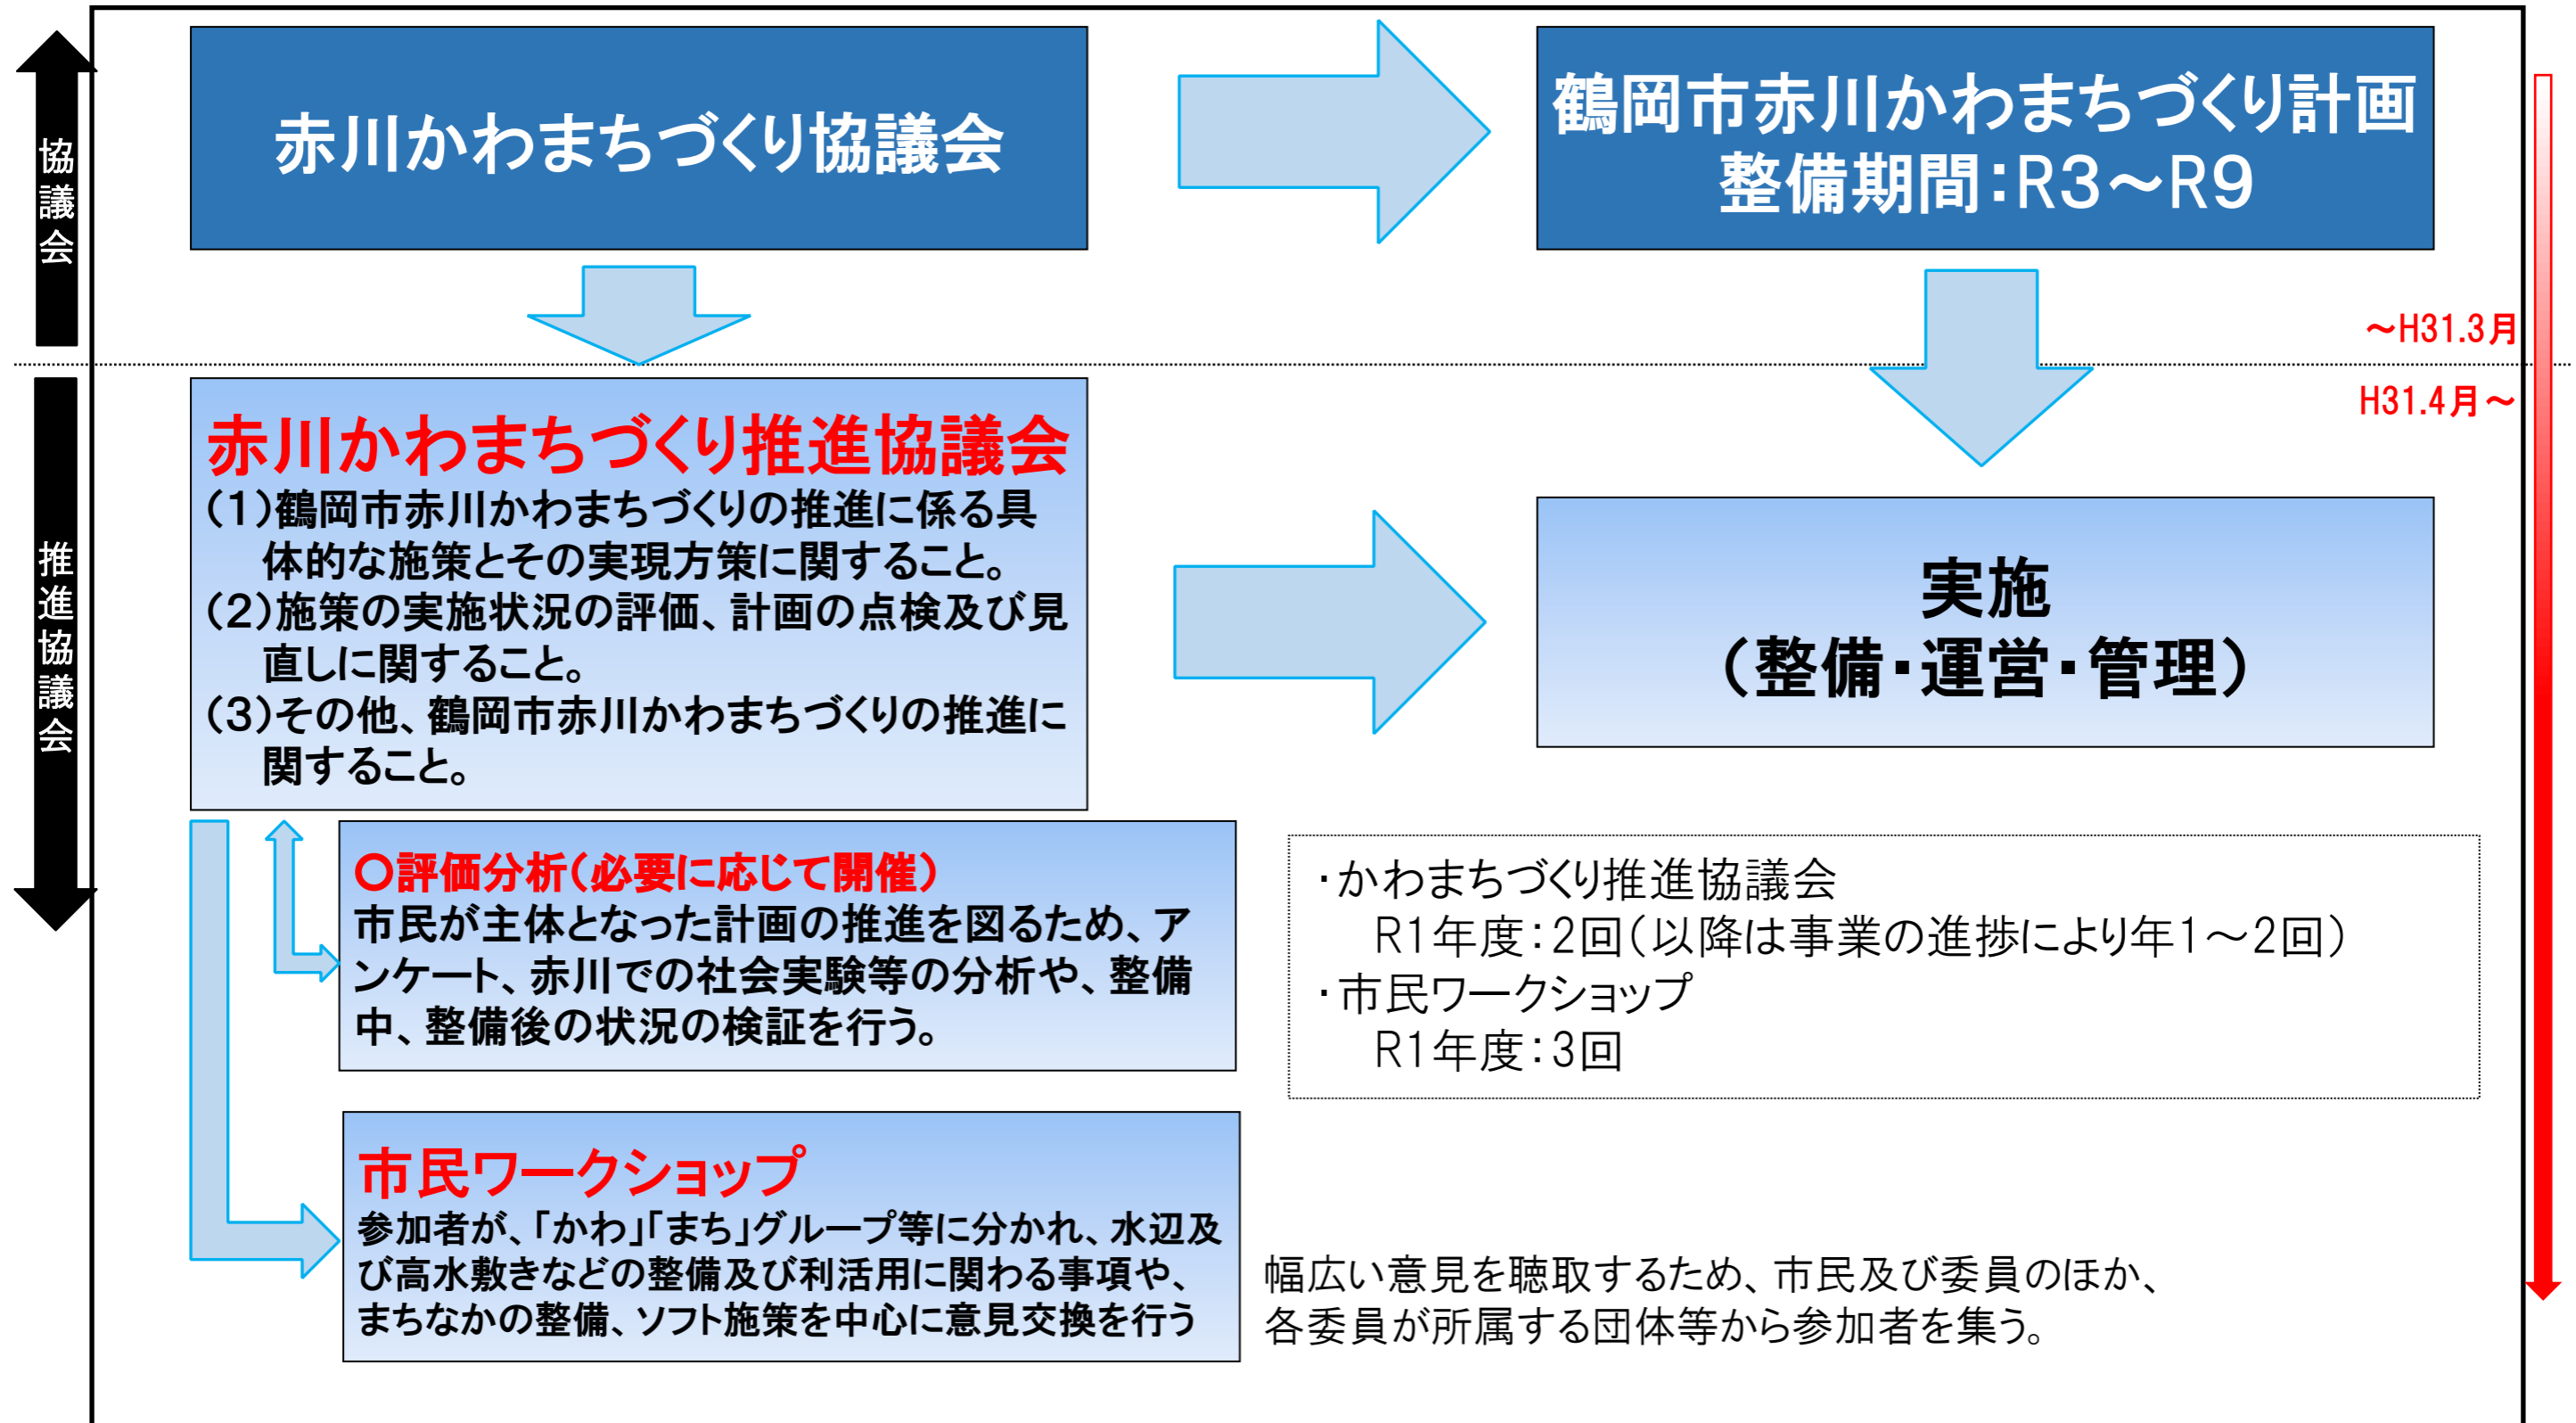 協議会
赤川かわまちづくり協議会
鶴岡市赤川かわまちづくり計画
整備期間:R3～R9
～H31.3月
H31.4月～
推進協議会
赤川かわまちづくり推進協議会
(1)鶴岡市赤川かわまちづくりの推進に係る具
体的な施策とその実現方策に関すること。
(2)施策の実施状況の評価、計画の点検及び見
直しに関すること。
(3)その他、鶴岡市赤川かわまちづくりの推進に
関すること。
実施
(整備・運営・管理)
〇評価分析(必要に応じて開催)
市民が主体となった計画の推進を図るため、ア
ンケート、赤川での社会実験等の分析や、整備
中、整備後の状況の検証を行う。
・かわまちづくり推進協議会
R1年度:2回(以降は事業の進捗により年1～2回)
・市民ワークショップ
R1年度:3回
市民ワークショップ
参加者が、「かわ」「まち」グループ等に分かれ、水辺及
び高水敷きなどの整備及び利活用に関わる事項や、
まちなかの整備、ソフト施策を中心に意見交換を行う
幅広い意見を聴取するため、市民及び委員のほか、
各委員が所属する団体等から参加者を集う。